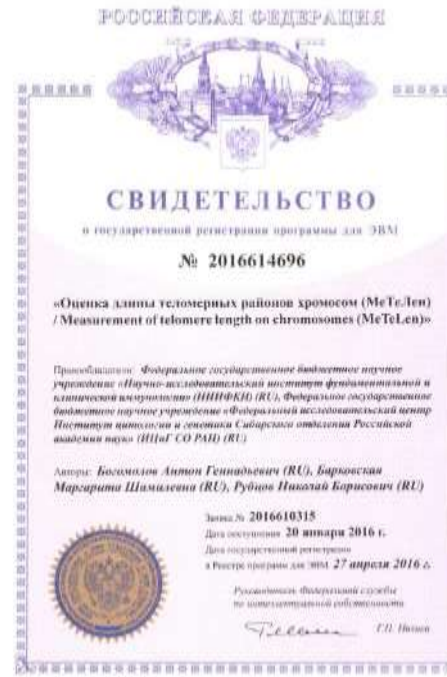 РОССИЙСКАЯ ФЕДЕРАЦИЯ
СВИДЕТЕЛЬСТВО
о государственной регистрации программы для ЭВМ
№ 2016614696
«Оценка длины теломерных районов хромосом (МеТеЛен)
/ Measurement of telomere length on chromosomes (MeTeLen)»
Правообладатели: Федеральное государственное бюджетное научное
учреждение «Научно-исследовательский институт фундаментальной и
клинической иммунологии» (НИИФКИ) (RU), Федеральное государственное
бюджетное научное учреждение «Федеральный исследовательский центр
Институт цитологии и генетики Сибирского отделения Российской
академии наук» (ИЦиГ СО РАН) (RU)
Авторы: Богомолов Антон Геннадьевич (RU), Барковская
Маргарита Шамилевна (RU), Рубцов Николай Борисович (RU)
Заявка № 2016610315
Дата поступления 20 января 2016 г.
Дата государственной регистрации
в Реестре программ для ЭВМ 27 апреля 2016 г.
Руководитель Федеральной службы
по интеллектуальной собственности
Г.П. Ивлиев